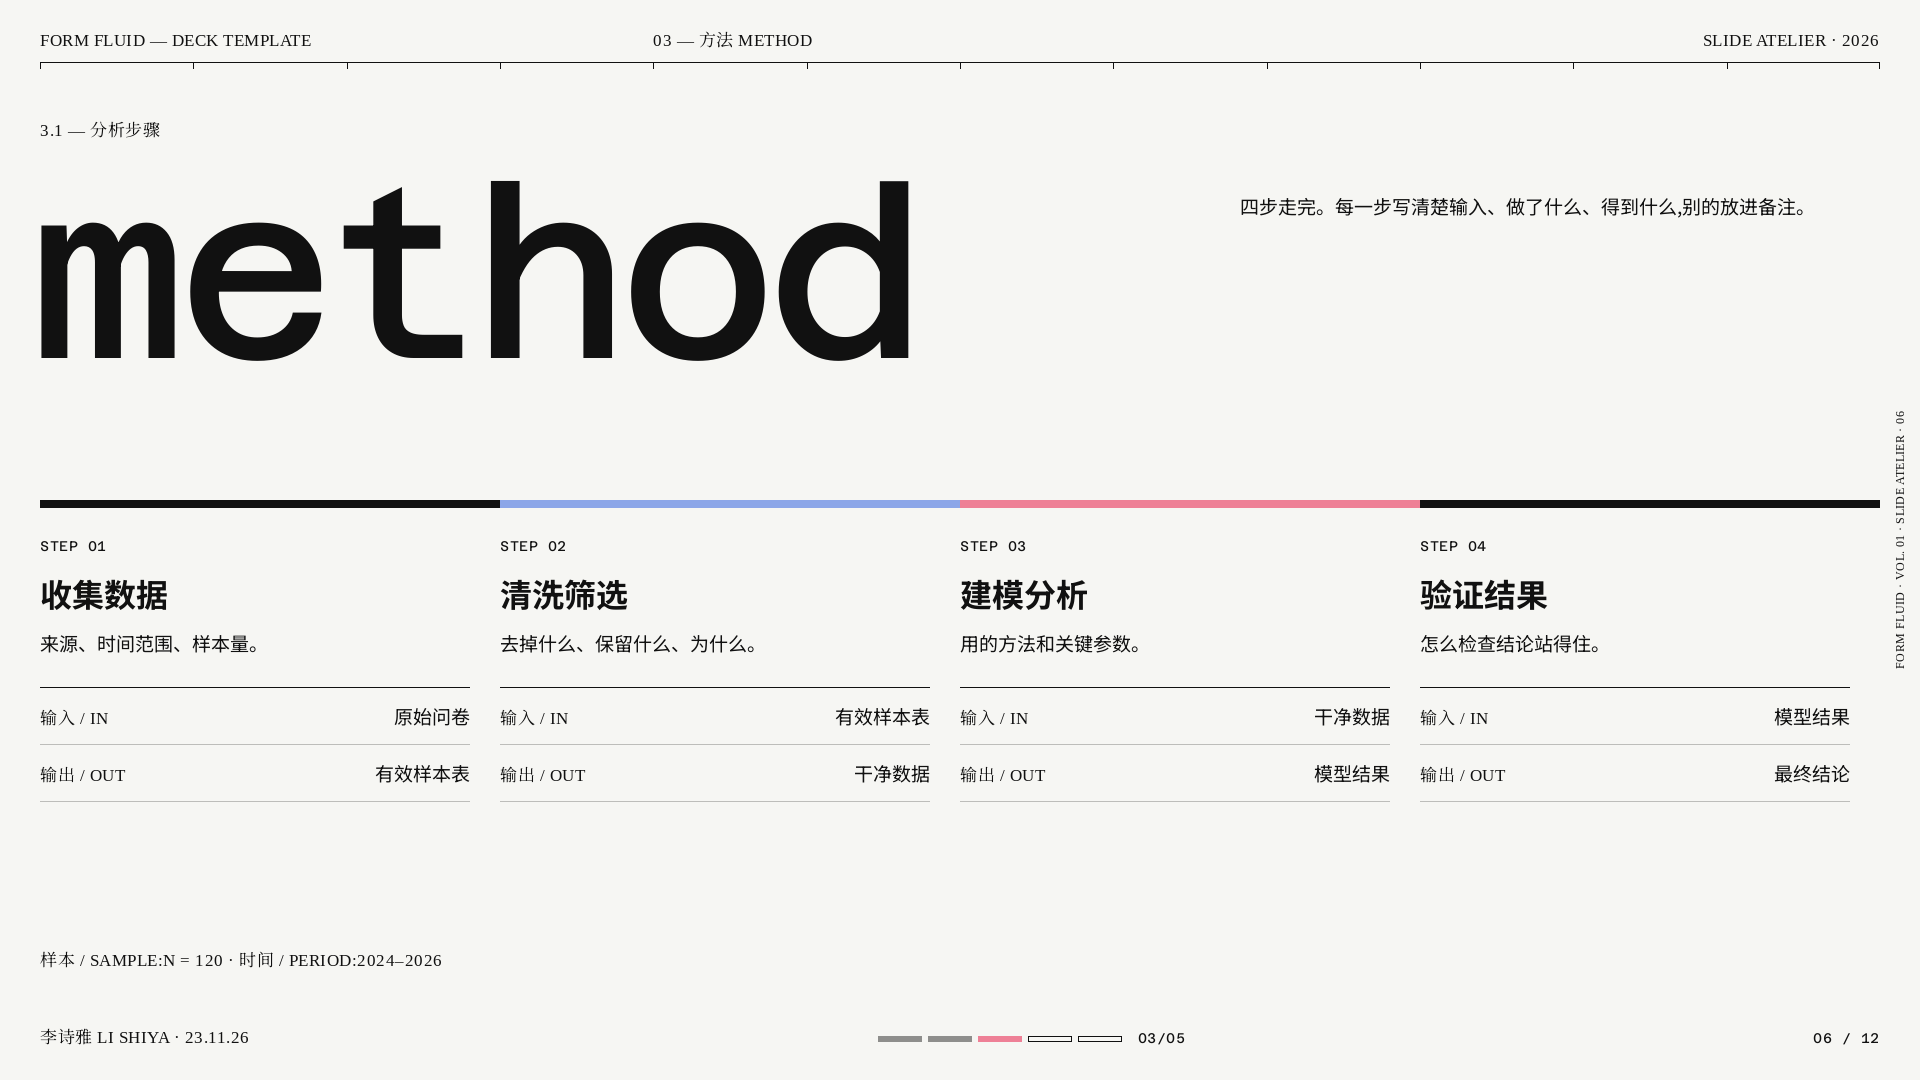 FORM FLUID — DECK TEMPLATE
03 — 方法 METHOD
SLIDE ATELIER · 2026
3.1 — 分析步骤
method
四步走完。每一步写清楚输入、做了什么、得到什么,别的放进备注。
STEP 01
收集数据
来源、时间范围、样本量。
输入 / IN 原始问卷
输出 / OUT 有效样本表
STEP 02
清洗筛选
去掉什么、保留什么、为什么。
输入 / IN 有效样本表
输出 / OUT 干净数据
STEP 03
建模分析
用的方法和关键参数。
输入 / IN 干净数据
输出 / OUT 模型结果
STEP 04
验证结果
怎么检查结论站得住。
输入 / IN 模型结果
输出 / OUT 最终结论
FORM FLUID · VOL. 01 · SLIDE ATELIER · 06
样本 / SAMPLE:N = 120 · 时间 / PERIOD:2024–2026
李诗雅 LI SHIYA · 23.11.26
03/05
06 / 12